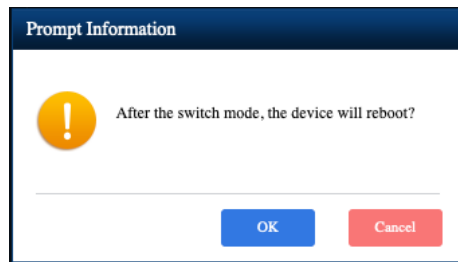 Prompt Information
After the switch mode, the device will reboot?
OK
Cancel